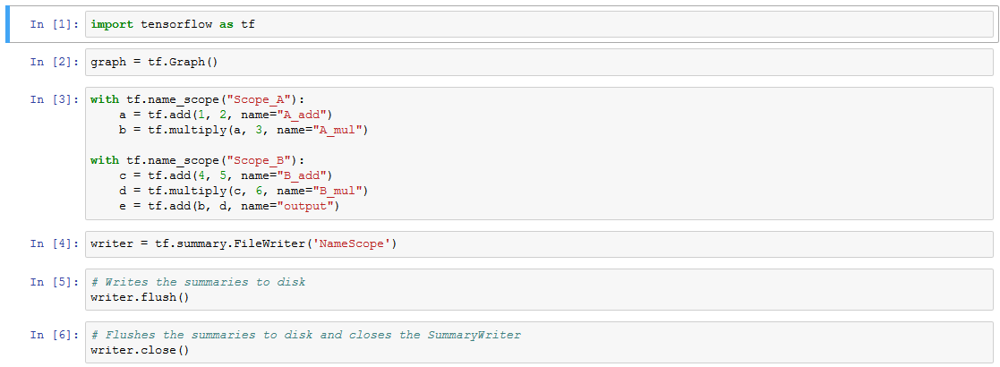 In [1]: import tensorflow as tf
In [2]: graph = tf.Graph()
In [3]: with tf.name_scope("Scope_A"):
    a = tf.add(1, 2, name="A_add")
    b = tf.multiply(a, 3, name="A_mul")
with tf.name_scope("Scope_B"):
    c = tf.add(4, 5, name="B_add")
    d = tf.multiply(c, 6, name="B_mul")
    e = tf.add(b, d, name="output")
In [4]: writer = tf.summary.FileWriter('NameScope')
In [5]: # Writes the summaries to disk
writer.flush()
In [6]: # Flushes the summaries to disk and closes the SummaryWriter
writer.close()